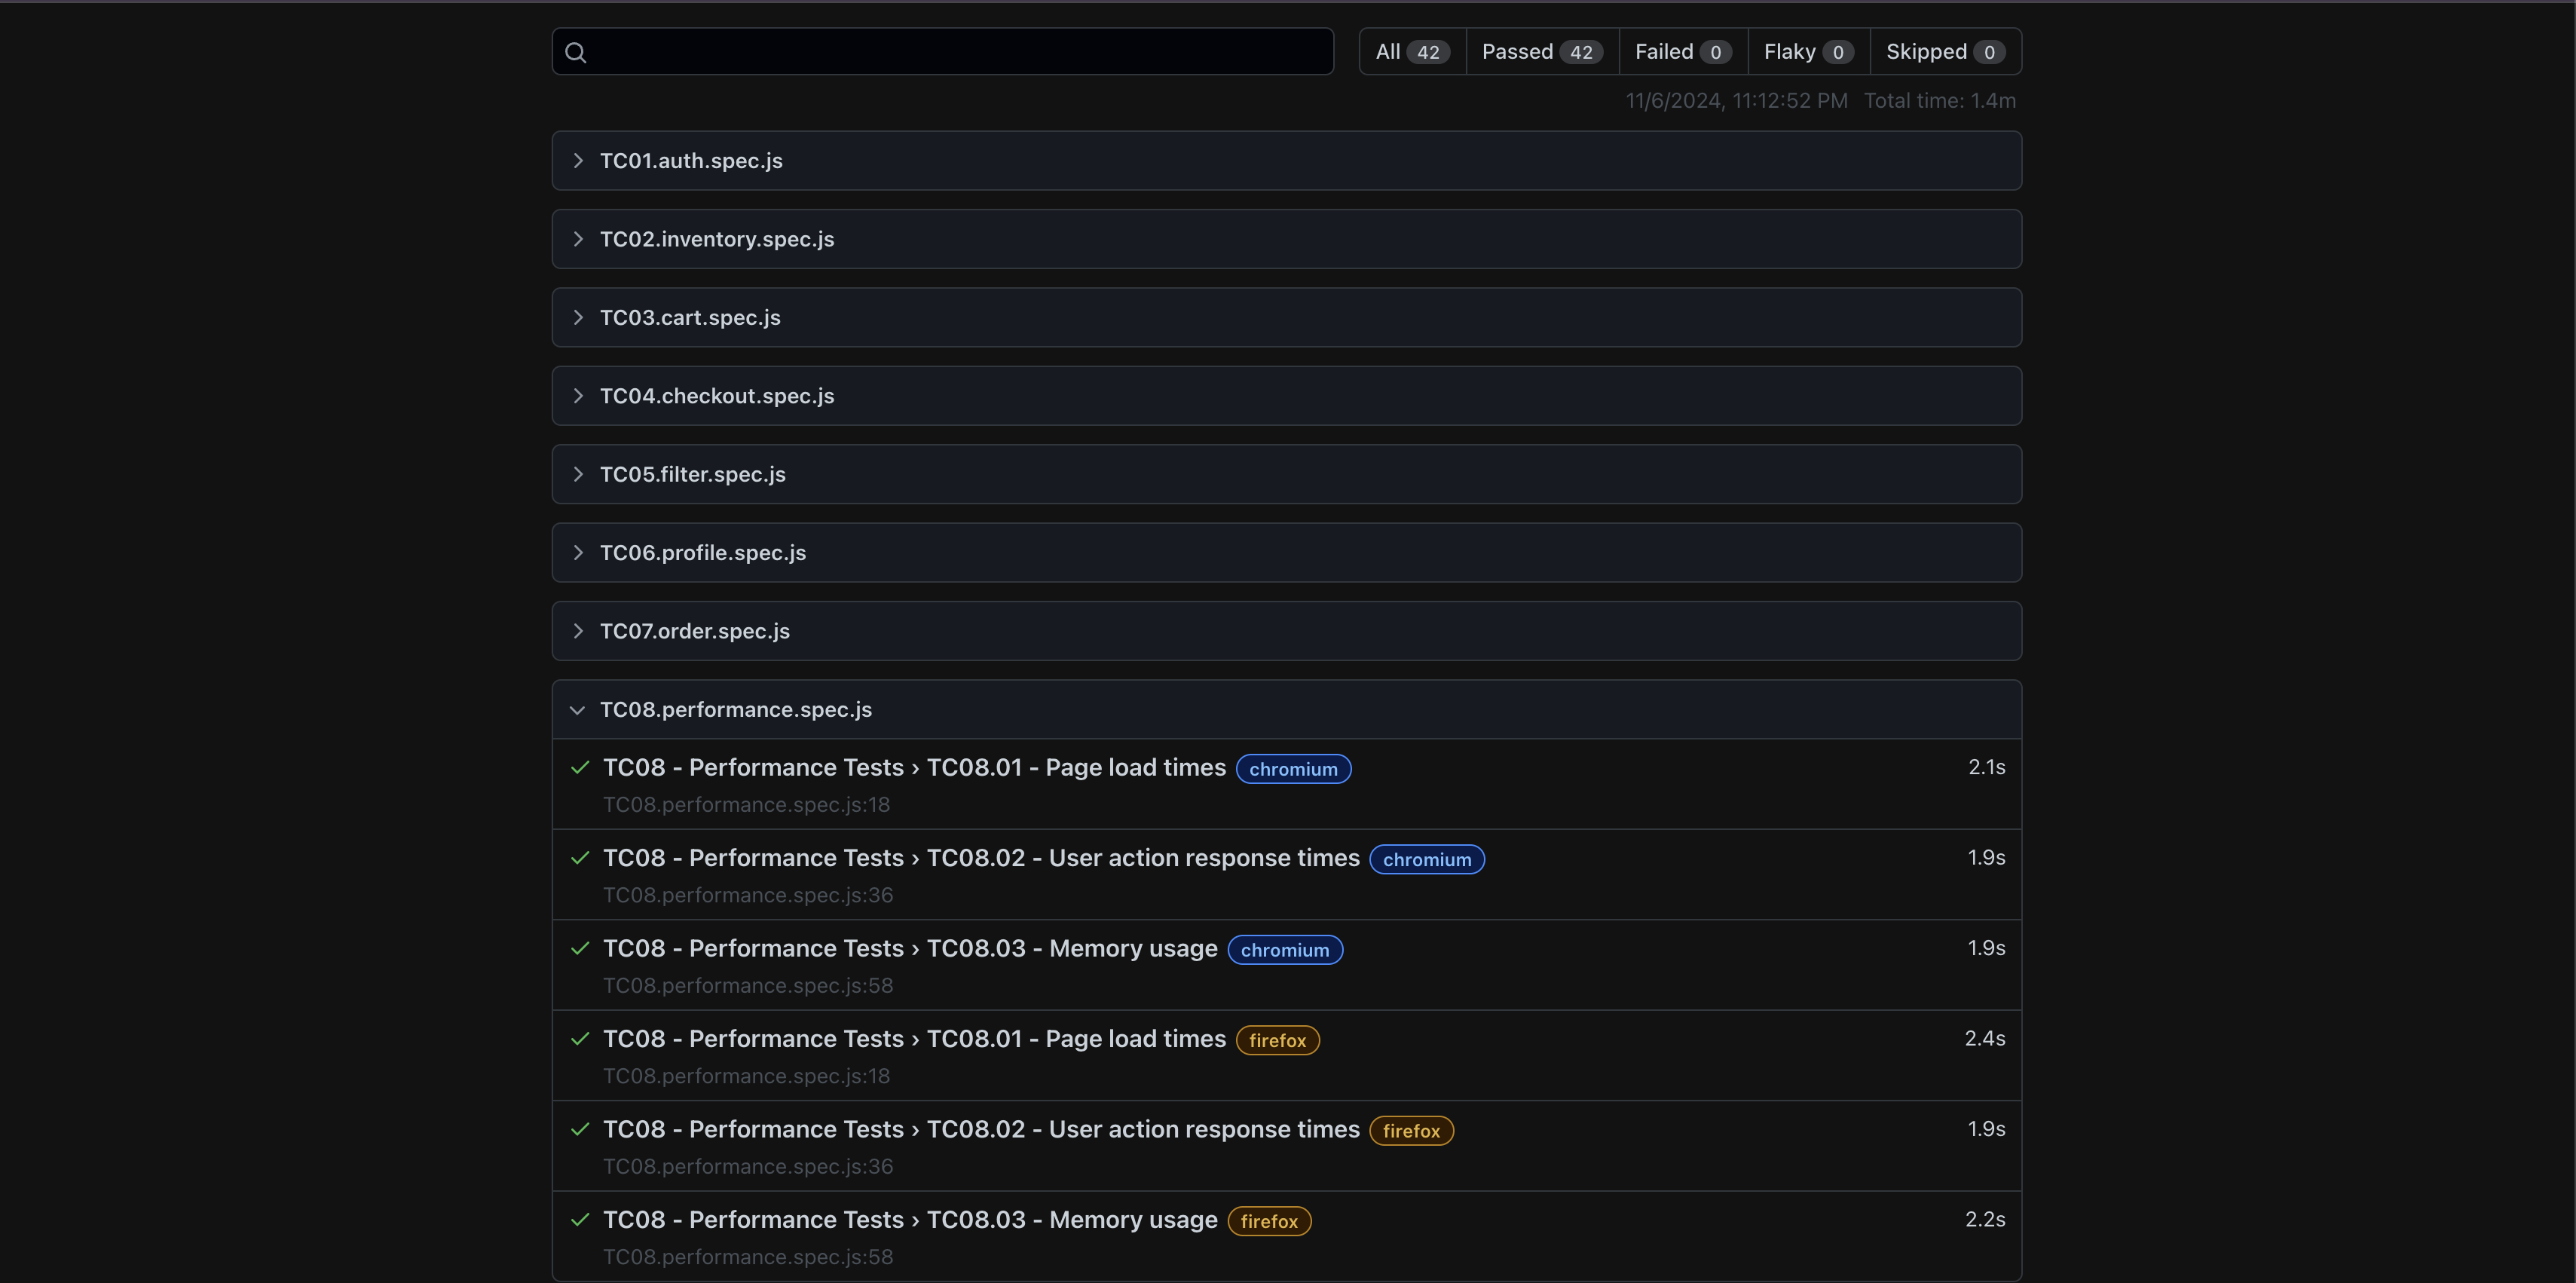 All 42 Passed 42 Failed 0 Flaky 0 Skipped 0
11/6/2024, 11:12:52 PM Total time: 1.4m
TC01.auth.spec.js
TC02.inventory.spec.js
TC03.cart.spec.js
TC04.checkout.spec.js
TC05.filter.spec.js
TC06.profile.spec.js
TC07.order.spec.js
TC08.performance.spec.js
TC08 - Performance Tests › TC08.01 - Page load times chromium 2.1s
TC08.performance.spec.js:18
TC08 - Performance Tests › TC08.02 - User action response times chromium 1.9s
TC08.performance.spec.js:36
TC08 - Performance Tests › TC08.03 - Memory usage chromium 1.9s
TC08.performance.spec.js:58
TC08 - Performance Tests › TC08.01 - Page load times firefox 2.4s
TC08.performance.spec.js:18
TC08 - Performance Tests › TC08.02 - User action response times firefox 1.9s
TC08.performance.spec.js:36
TC08 - Performance Tests › TC08.03 - Memory usage firefox 2.2s
TC08.performance.spec.js:58